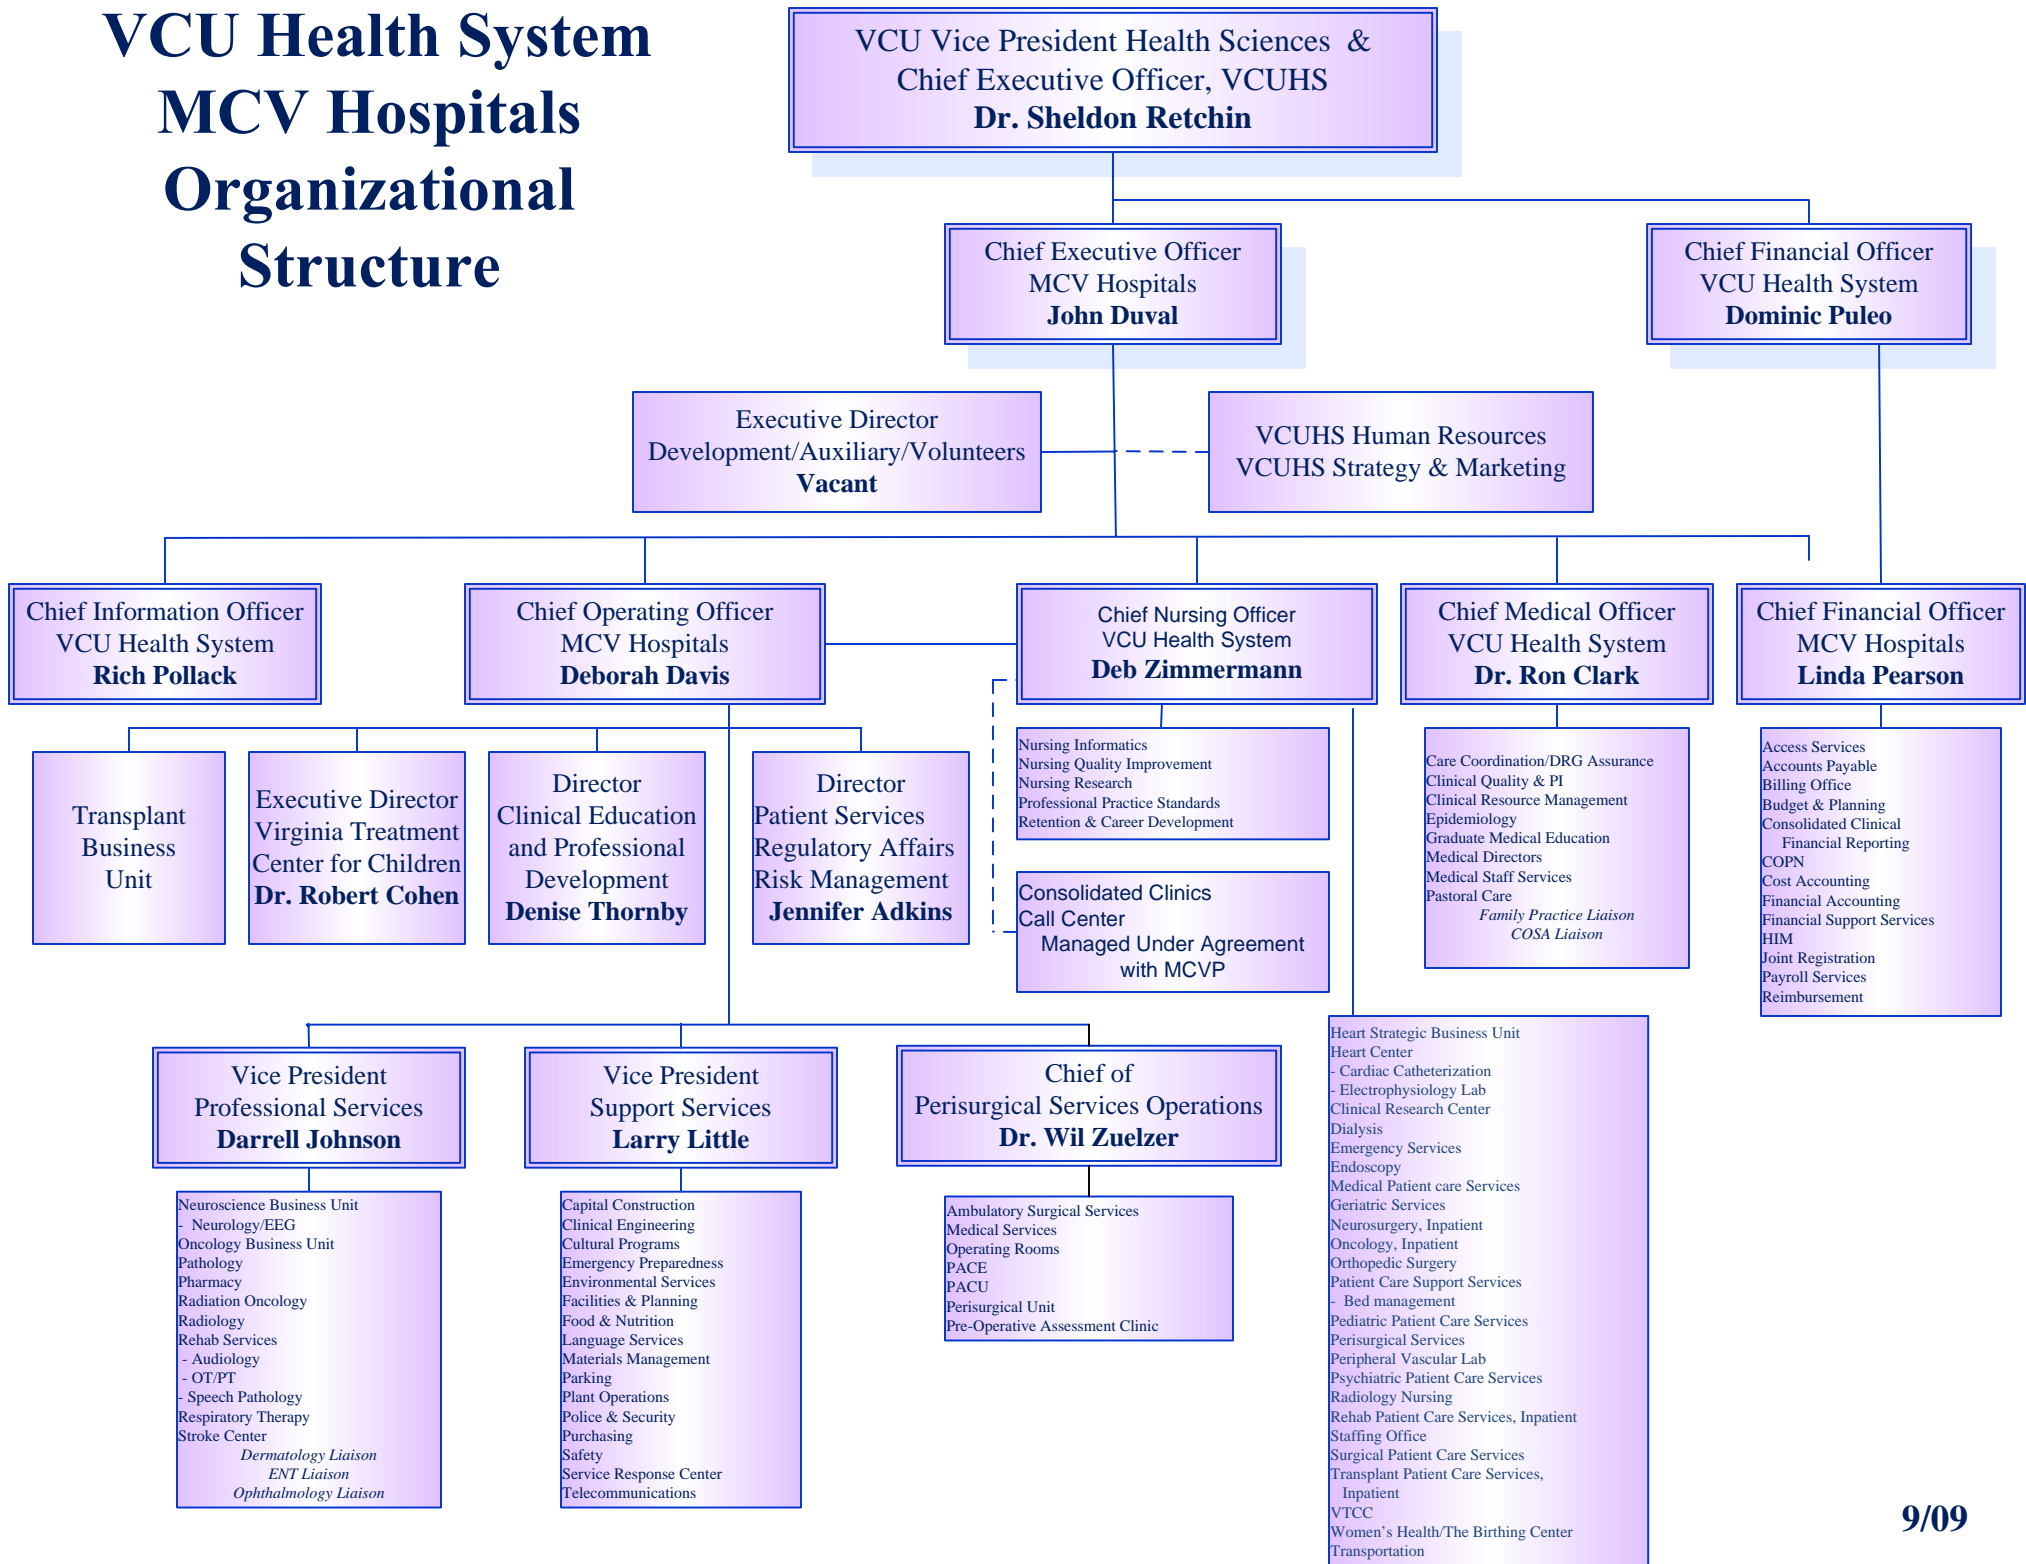 VCU Health System
MCV Hospitals
Organizational
Structure
VCU Vice President Health Sciences &
Chief Executive Officer, VCUHS
Dr. Sheldon Retchin
Chief Executive Officer
MCV Hospitals
John Duval
Chief Financial Officer
VCU Health System
Dominic Puleo
Executive Director
Development/Auxiliary/Volunteers
Vacant
VCUHS Human Resources
VCUHS Strategy & Marketing
Chief Information Officer
VCU Health System
Rich Pollack
Chief Operating Officer
MCV Hospitals
Deborah Davis
Chief Nursing Officer
VCU Health System
Deb Zimmermann
Chief Medical Officer
VCU Health System
Dr. Ron Clark
Chief Financial Officer
MCV Hospitals
Linda Pearson
Transplant
Business
Unit
Executive Director
Virginia Treatment
Center for Children
Dr. Robert Cohen
Director
Clinical Education
and Professional
Development
Denise Thornby
Director
Patient Services
Regulatory Affairs
Risk Management
Jennifer Adkins
Nursing Informatics
Nursing Quality Improvement
Nursing Research
Professional Practice Standards
Retention & Career Development
Consolidated Clinics
Call Center
Managed Under Agreement
with MCVP
Care Coordination/DRG Assurance
Clinical Quality & PI
Clinical Resource Management
Epidemiology
Graduate Medical Education
Medical Directors
Medical Staff Services
Pastoral Care
Family Practice Liaison
COSA Liaison
Access Services
Accounts Payable
Billing Office
Budget & Planning
Consolidated Clinical
Financial Reporting
COPN
Cost Accounting
Financial Accounting
Financial Support Services
HIM
Joint Registration
Payroll Services
Reimbursement
Vice President
Professional Services
Darrell Johnson
Vice President
Support Services
Larry Little
Chief of
Perisurgical Services Operations
Dr. Wil Zuelzer
Neuroscience Business Unit
- Neurology/EEG
Oncology Business Unit
Pathology
Pharmacy
Radiation Oncology
Radiology
Rehab Services
- Audiology
- OT/PT
- Speech Pathology
Respiratory Therapy
Stroke Center
Dermatology Liaison
ENT Liaison
Ophthalmology Liaison
Capital Construction
Clinical Engineering
Cultural Programs
Emergency Preparedness
Environmental Services
Facilities & Planning
Food & Nutrition
Language Services
Materials Management
Parking
Plant Operations
Police & Security
Purchasing
Safety
Service Response Center
Telecommunications
Ambulatory Surgical Services
Medical Services
Operating Rooms
PACE
PACU
Perisurgical Unit
Pre-Operative Assessment Clinic
Heart Strategic Business Unit
Heart Center
- Cardiac Catheterization
- Electrophysiology Lab
Clinical Research Center
Dialysis
Emergency Services
Endoscopy
Medical Patient care Services
Geriatric Services
Neurosurgery, Inpatient
Oncology, Inpatient
Orthopedic Surgery
Patient Care Support Services
- Bed management
Pediatric Patient Care Services
Perisurgical Services
Peripheral Vascular Lab
Psychiatric Patient Care Services
Radiology Nursing
Rehab Patient Care Services, Inpatient
Staffing Office
Surgical Patient Care Services
Transplant Patient Care Services,
Inpatient
VTCC
Women's Health/The Birthing Center
Transportation
9/09